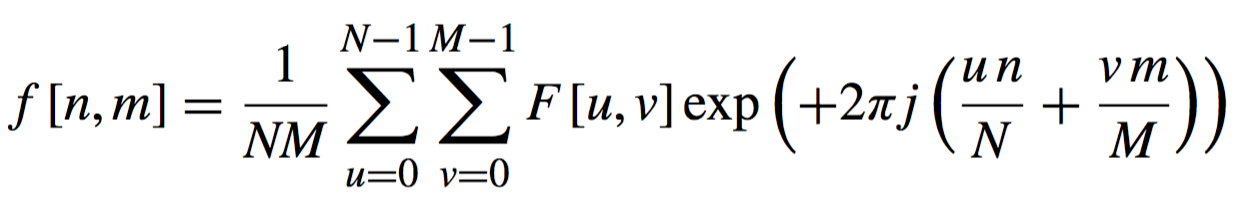 f[n, m] = \frac{1}{NM} \sum_{u=0}^{N-1} \sum_{v=0}^{M-1} F[u, v] \exp\left(+2\pi j\left(\frac{un}{N} + \frac{vm}{M}\right)\right)